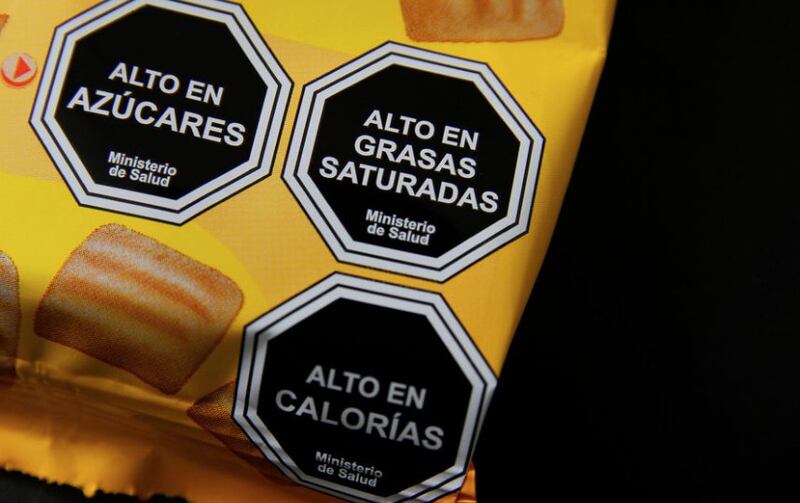 ALTO EN
AZÚCARES
Ministerio
de Salud
ALTO EN
GRASAS
SATURADAS
Ministerio
de Salud
ALTO EN
CALORÍAS
Ministerio
de Salud